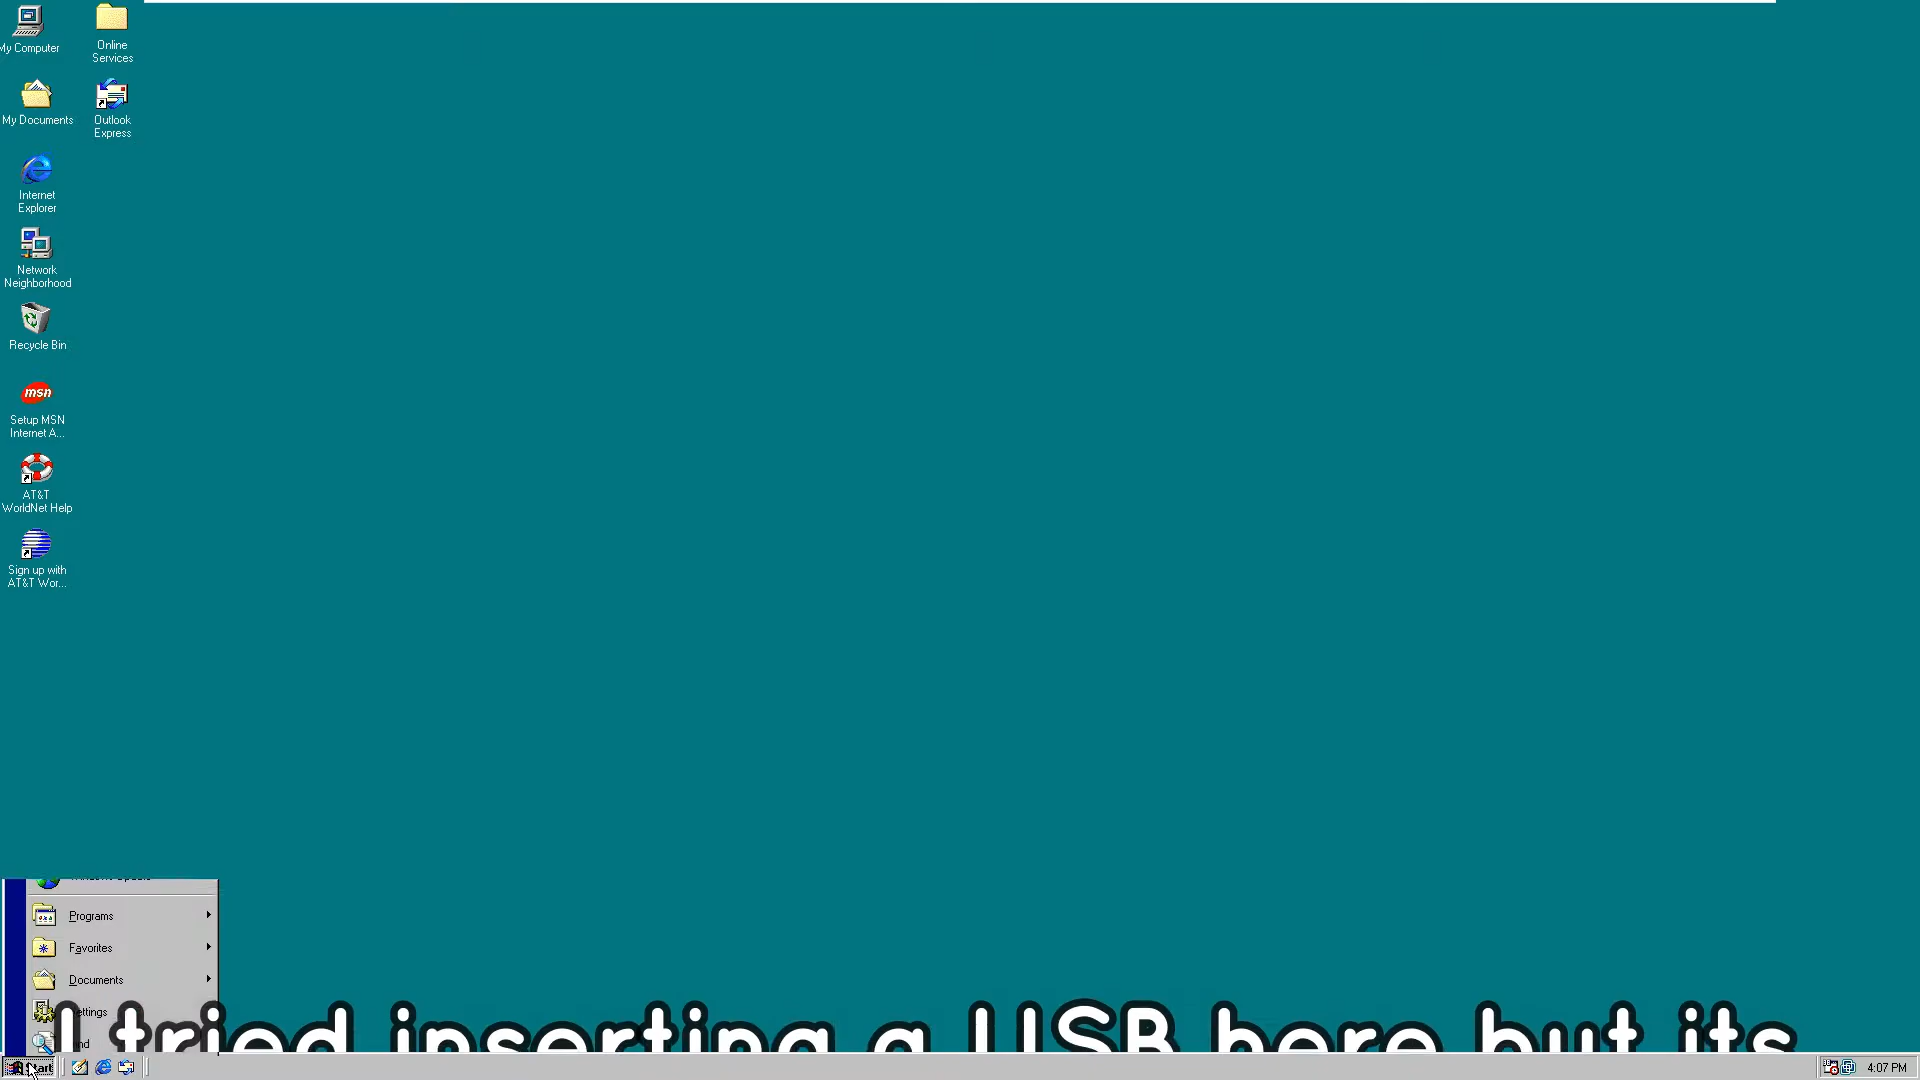 My Computer
Online
Services
My Documents
Outlook
Express
Internet
Explorer
Network
Neighborhood
Recycle Bin
msn
Setup MSN
Internet A...
AT&T
WorldNet Help
Sign up with
AT&T Wor...
Programs
Favorites
Documents
ettings
nd
I tried inserting a USB here but its
Start
4:07 PM